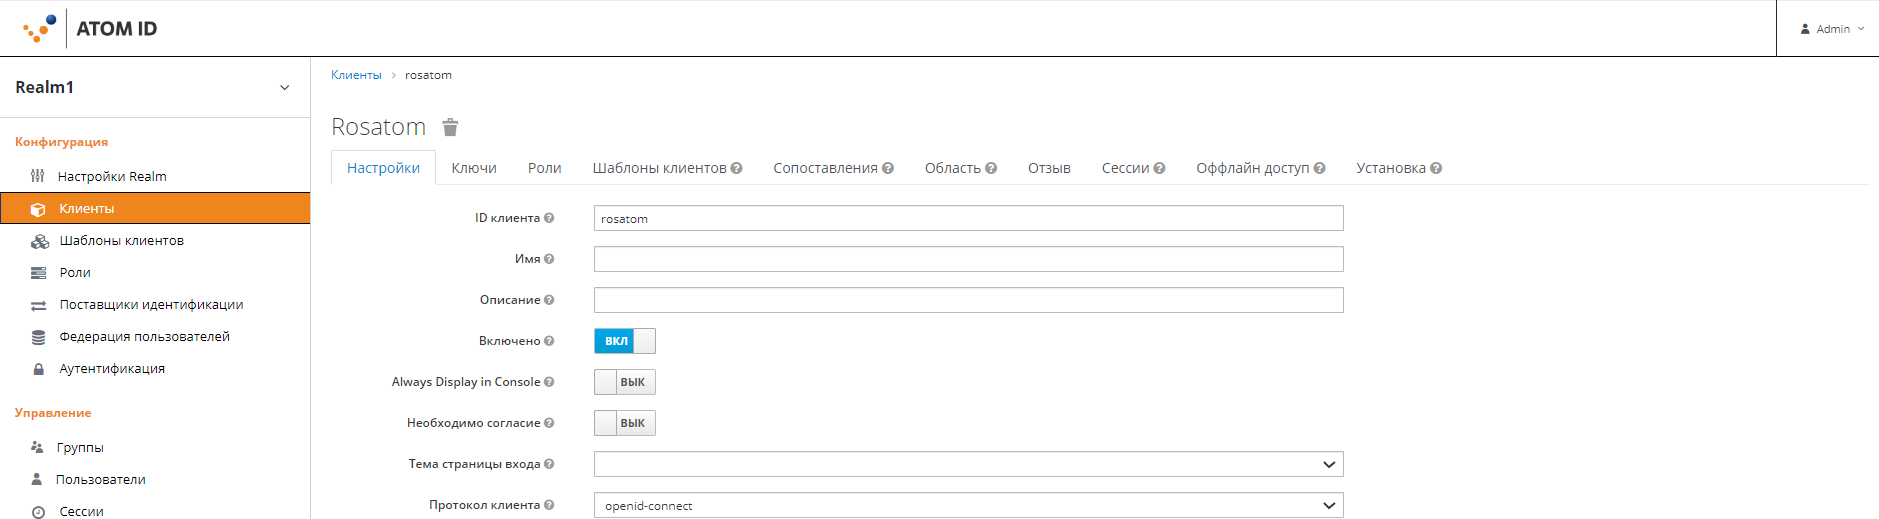 ATOM ID
Admin
Realm1
Клиенты > rosatom
Конфигурация
Rosatom
Настройки Ключи Роли Шаблоны клиентов Сопоставления Область Отзыв Сессии Оффлайн доступ Установка
Настройки Realm
Клиенты
ID клиента rosatom
Шаблоны клиентов
Имя
Роли
Описание
Поставщики идентификации
Федерация пользователей
Включено ВКЛ
Аутентификация
Always Display in Console ВЫК
Управление
Необходимо согласие ВЫК
Группы
Тема страницы входа
Пользователи
Протокол клиента openid-connect
Сессии